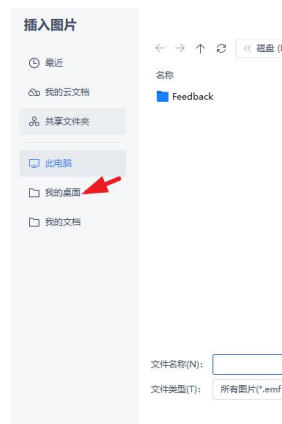 插入图片
最近
我的云文档
共享文件夹
此电脑
我的桌面
我的文档
« 磁盘 (
名称
Feedback
文件名称(N):
文件类型(T): 所有图片(*.emf